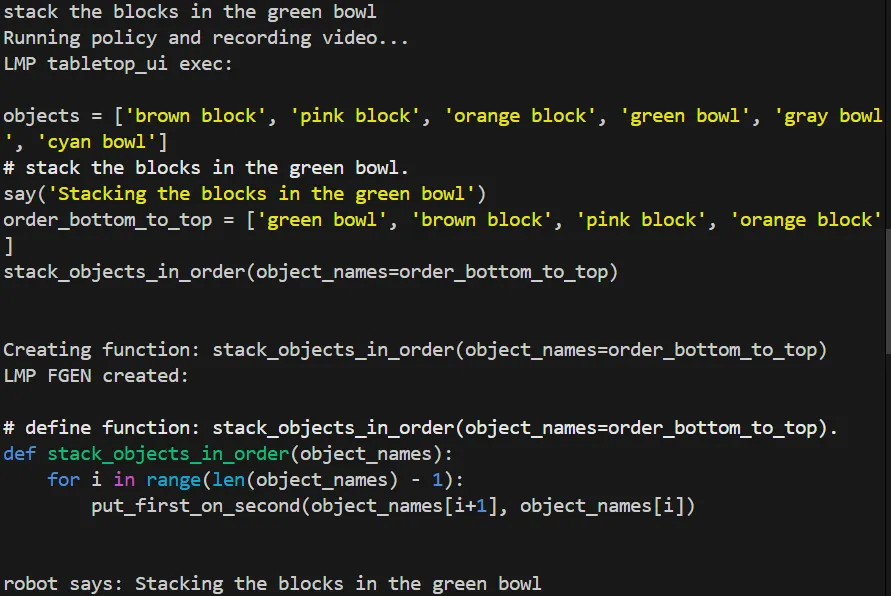 stack the blocks in the green bowl
Running policy and recording video...
LMP tabletop_ui exec:
objects = ['brown block', 'pink block', 'orange block', 'green bowl', 'gray bowl
', 'cyan bowl']
# stack the blocks in the green bowl.
say('Stacking the blocks in the green bowl')
order_bottom_to_top = ['green bowl', 'brown block', 'pink block', 'orange block'
]
stack_objects_in_order(object_names=order_bottom_to_top)
Creating function: stack_objects_in_order(object_names=order_bottom_to_top)
LMP FGEN created:
# define function: stack_objects_in_order(object_names=order_bottom_to_top).
def stack_objects_in_order(object_names):
    for i in range(len(object_names) - 1):
        put_first_on_second(object_names[i+1], object_names[i])
robot says: Stacking the blocks in the green bowl